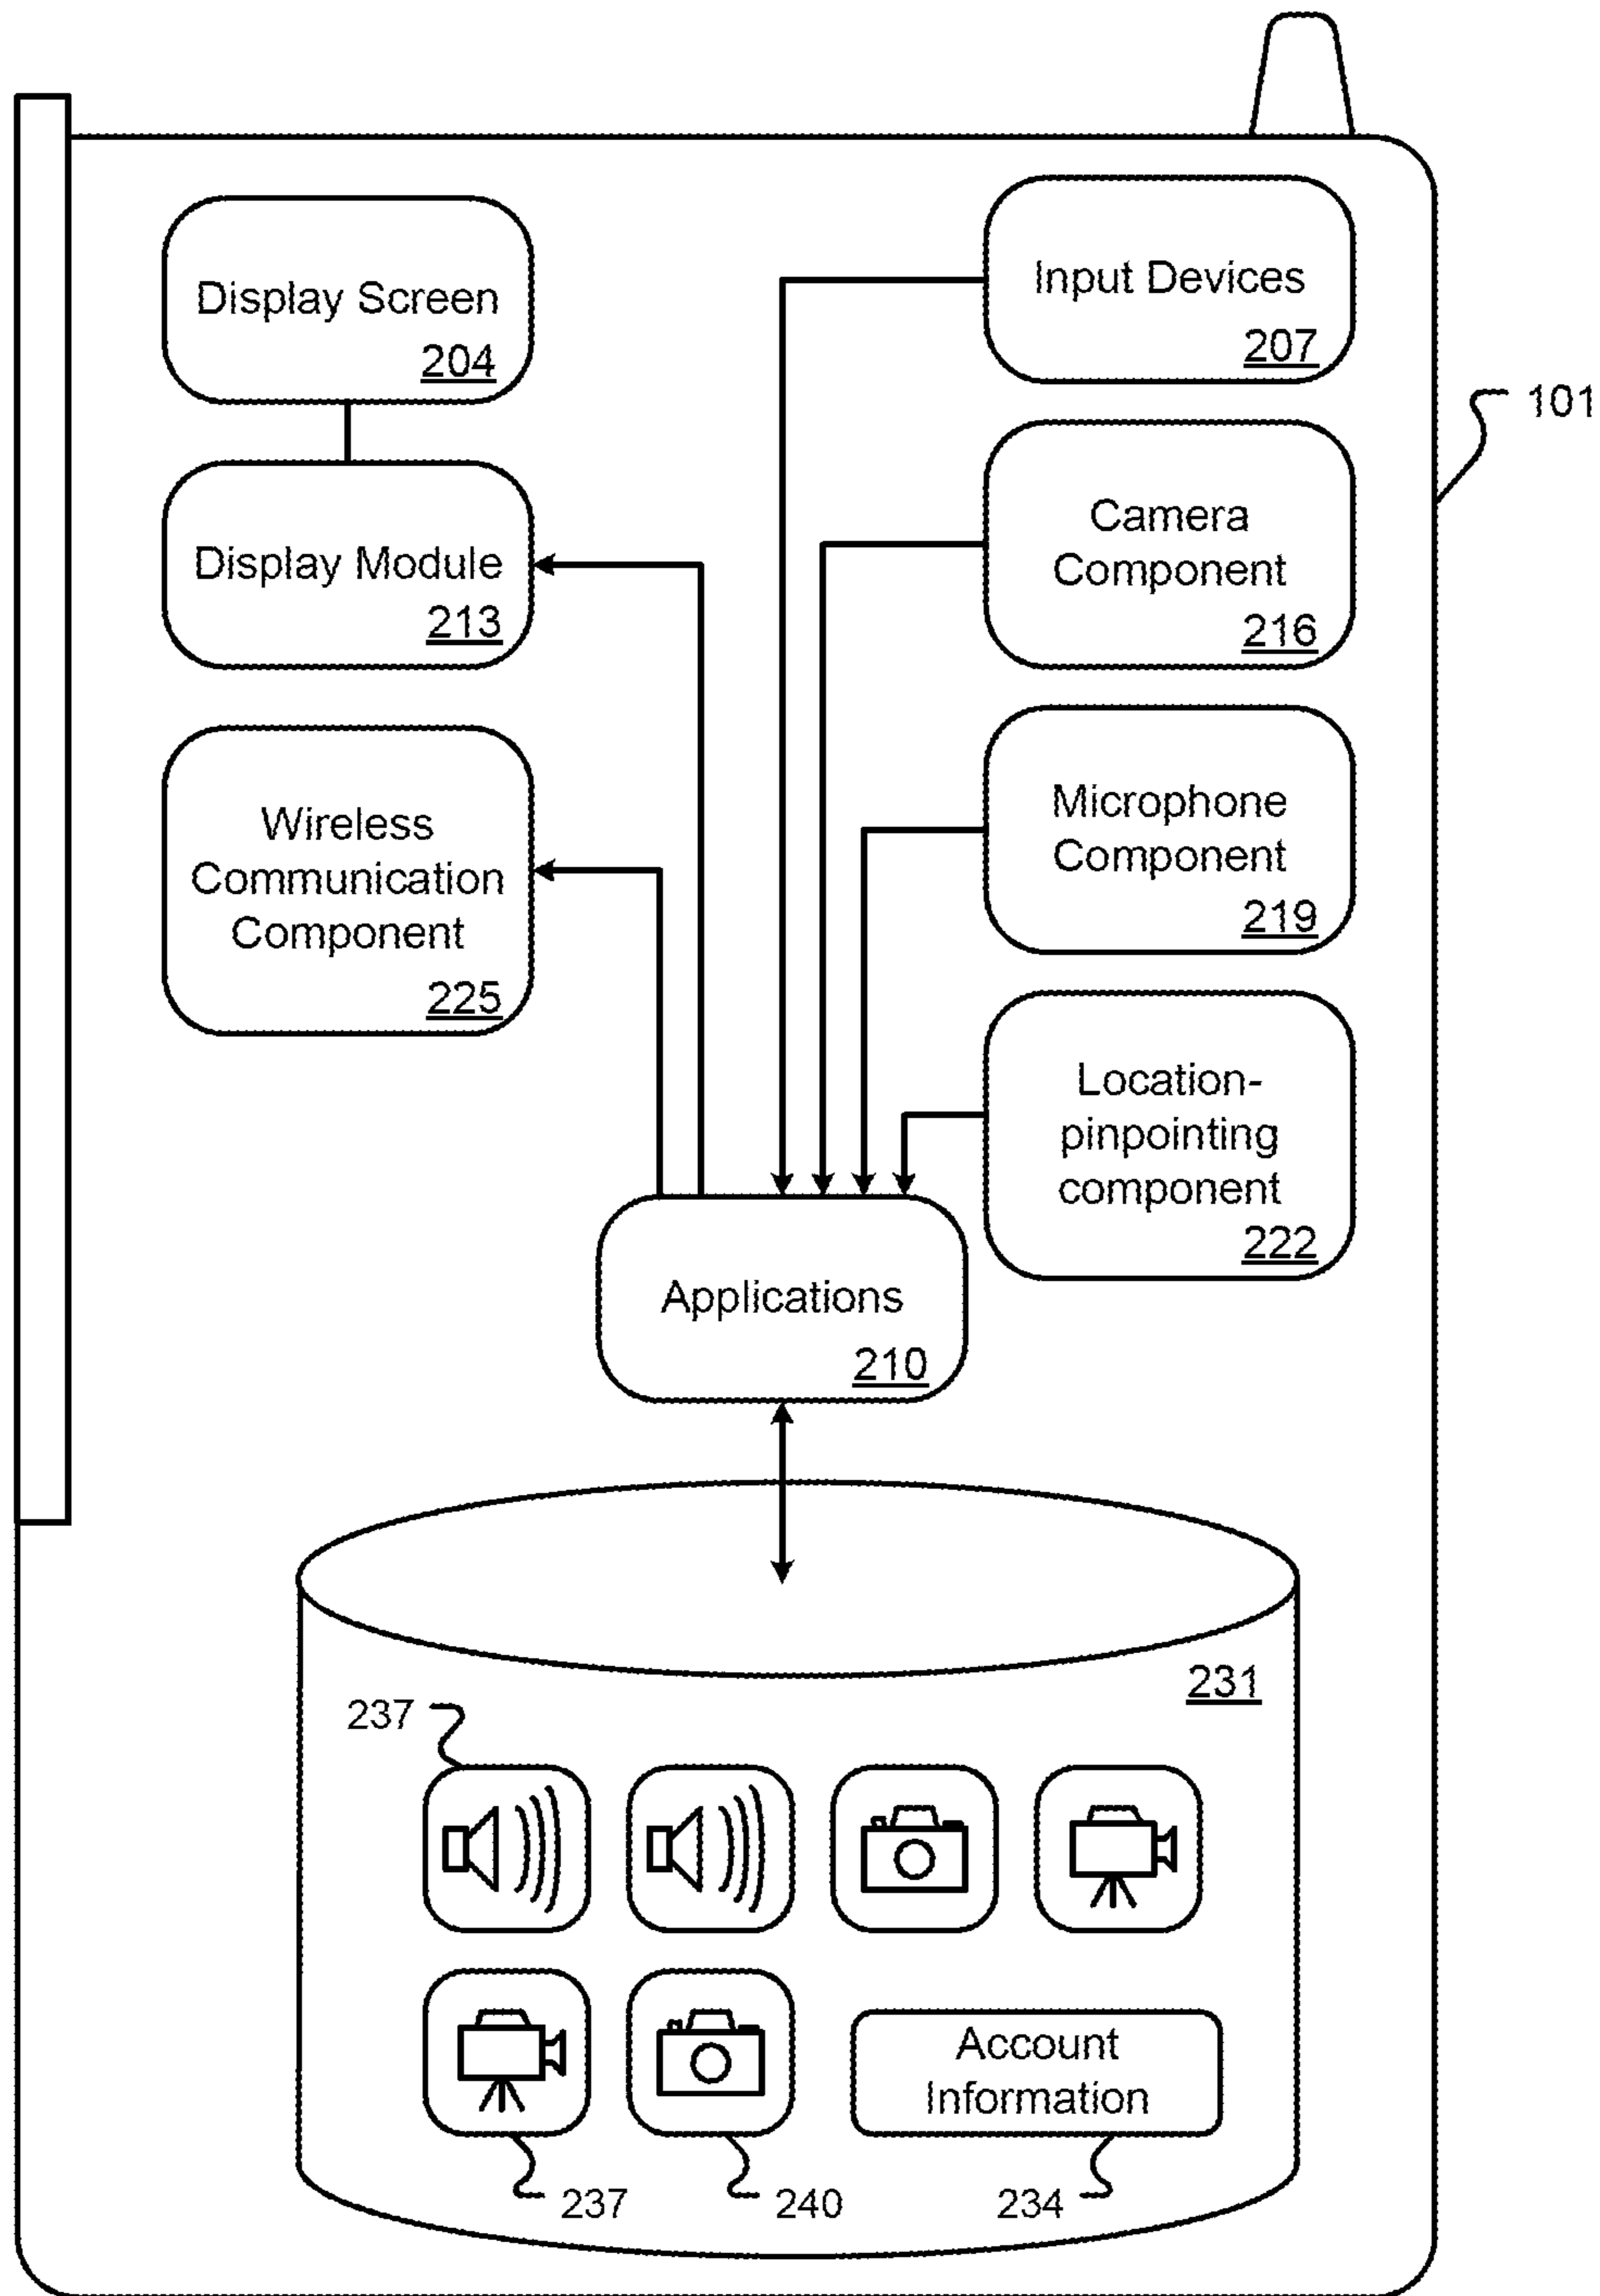 Display Screen
204
Input Devices
207
101
Display Module
213
Camera
Component
216
Wireless
Communication
Component
225
Microphone
Component
219
Location-
pinpointing
component
222
Applications
210
231
237
Account
Information
237
240
234